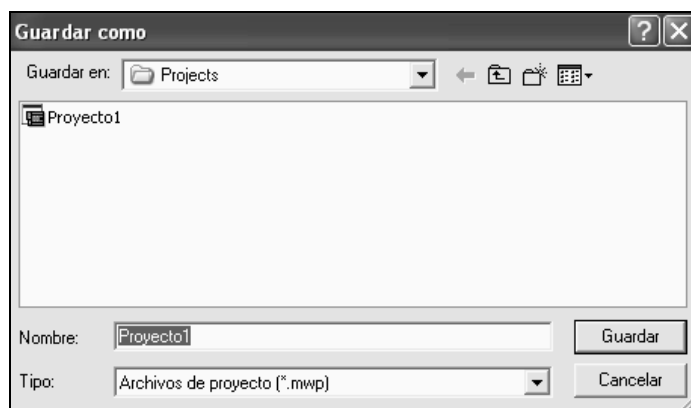 Guardar como
Guardar en: Projects
Proyecto1
Nombre: Proyecto1 Guardar
Tipo: Archivos de proyecto (*.mwp) Cancelar